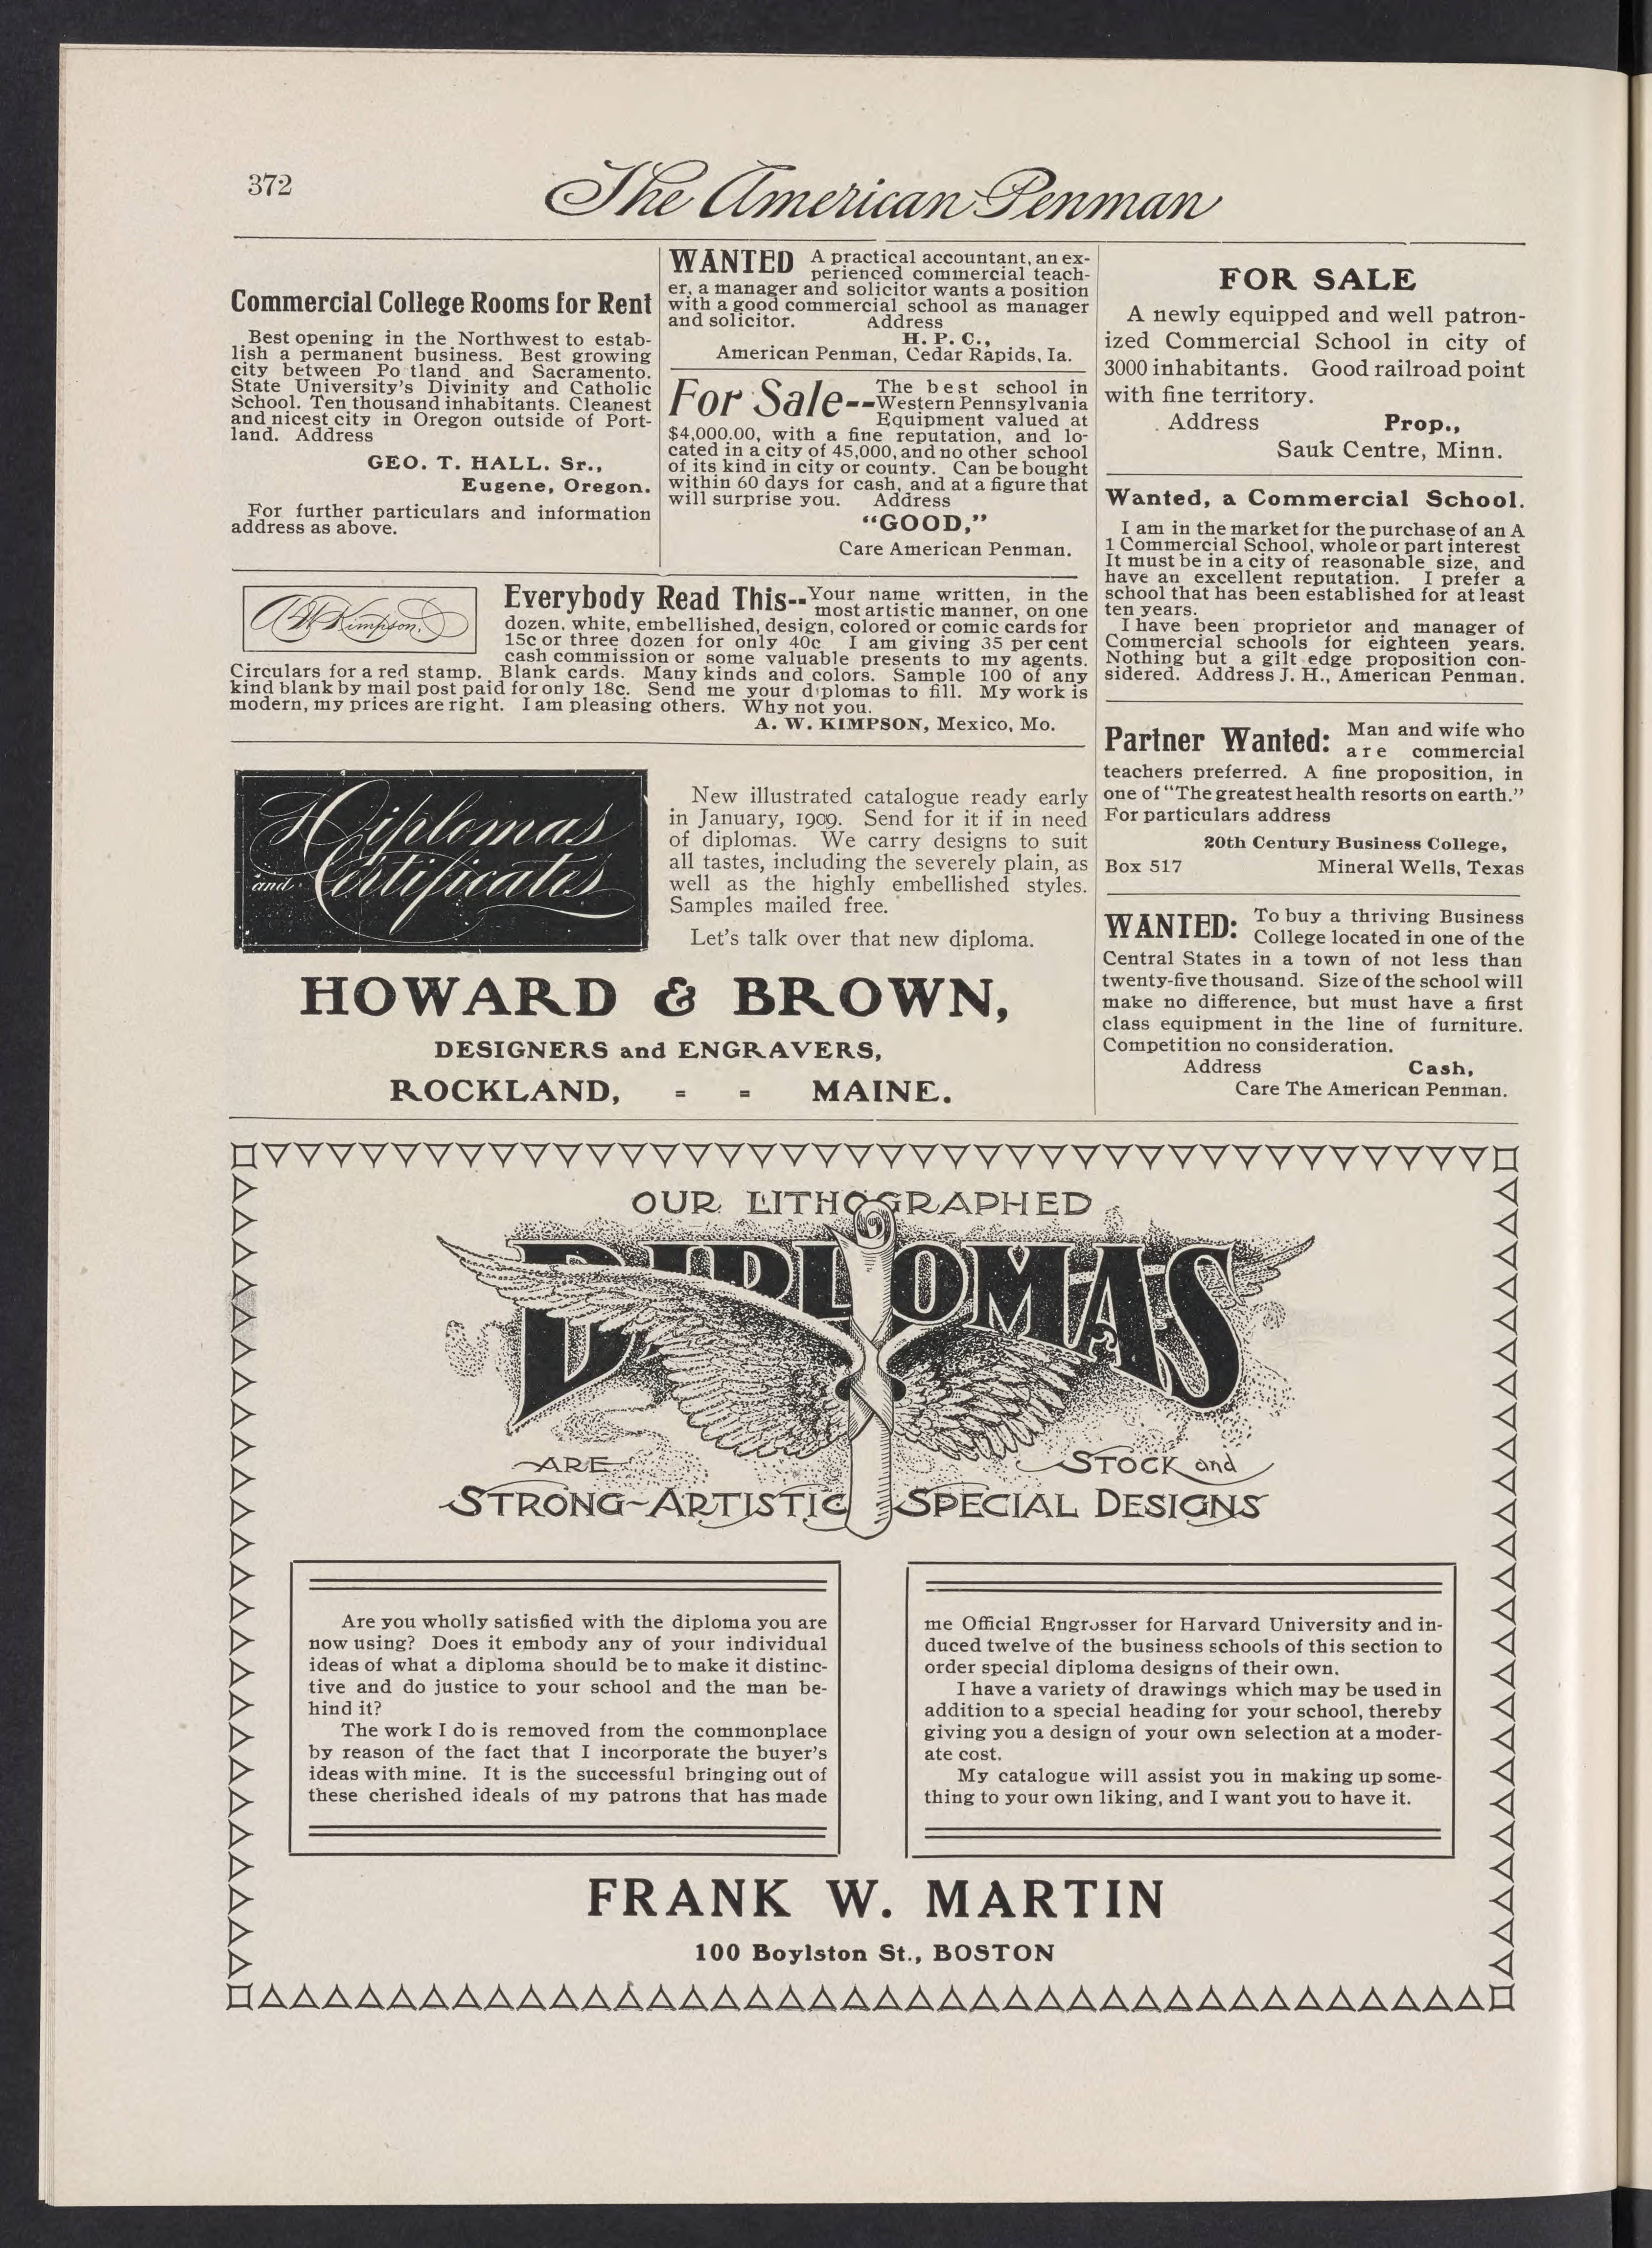 372
The American Penman
Commercial College Rooms for Rent
Best opening in the Northwest to estab-
lish a permanent business. Best growing
city between Po tland and Sacramento.
State University's Divinity and Catholic
School. Ten thousand inhabitants. Cleanest
and nicest city in Oregon outside of Port-
land. Address
GEO. T. HALL. Sr.,
Eugene, Oregon.
For further particulars and information
address as above.
WANTED A practical accountant, an ex-
perienced commercial teach-
er, a manager and solicitor wants a position
with a good commercial school as manager
and solicitor. Address
H. P. C.,
American Penman, Cedar Rapids, Ia.
For Sale-- The best school in
Western Pennsylvania
Equipment valued at
$4,000.00, with a fine reputation, and lo-
cated in a city of 45,000, and no other school
of its kind in city or county. Can be bought
within 60 days for cash, and at a figure that
will surprise you. Address
"GOOD,"
Care American Penman.
A W Kimpson.
Everybody Read This-- Your name written, in the
most artistic manner, on one
dozen, white, embellished, design, colored or comic cards for
15c or three dozen for only 40c I am giving 35 per cent
cash commission or some valuable presents to my agents.
Circulars for a red stamp. Blank cards. Many kinds and colors. Sample 100 of any
kind blank by mail post paid for only 18c. Send me your diplomas to fill. My work is
modern, my prices are right. I am pleasing others. Why not you.
A. W. KIMPSON, Mexico, Mo.
Diplomas
and Certificates
New illustrated catalogue ready early
in January, 1909. Send for it if in need
of diplomas. We carry designs to suit
all tastes, including the severely plain, as
well as the highly embellished styles.
Samples mailed free.
Let's talk over that new diploma.
HOWARD & BROWN,
DESIGNERS and ENGRAVERS,
ROCKLAND, = = MAINE.
FOR SALE
A newly equipped and well patron-
ized Commercial School in city of
3000 inhabitants. Good railroad point
with fine territory.
Address Prop.,
Sauk Centre, Minn.
Wanted, a Commercial School.
I am in the market for the purchase of an A
1 Commercial School, whole or part interest
It must be in a city of reasonable size, and
have an excellent reputation. I prefer a
school that has been established for at least
ten years.
I have been proprietor and manager of
Commercial schools for eighteen years.
Nothing but a gilt edge proposition con-
sidered. Address J. H., American Penman.
Partner Wanted: Man and wife who
are commercial
teachers preferred. A fine proposition, in
one of "The greatest health resorts on earth."
For particulars address
20th Century Business College,
Box 517 Mineral Wells, Texas
WANTED: To buy a thriving Business
College located in one of the
Central States in a town of not less than
twenty-five thousand. Size of the school will
make no difference, but must have a first
class equipment in the line of furniture.
Competition no consideration.
Address Cash,
Care The American Penman.
OUR LITHOGRAPHED
DIPLOMAS
ARE
STRONG-ARTISTIC
STOCK and
SPECIAL DESIGNS
Are you wholly satisfied with the diploma you are
now using? Does it embody any of your individual
ideas of what a diploma should be to make it distinc-
tive and do justice to your school and the man be-
hind it?
The work I do is removed from the commonplace
by reason of the fact that I incorporate the buyer's
ideas with mine. It is the successful bringing out of
these cherished ideals of my patrons that has made
me Official Engrosser for Harvard University and in-
duced twelve of the business schools of this section to
order special diploma designs of their own.
I have a variety of drawings which may be used in
addition to a special heading for your school, thereby
giving you a design of your own selection at a moder-
ate cost.
My catalogue will assist you in making up some-
thing to your own liking, and I want you to have it.
FRANK W. MARTIN
100 Boylston St., BOSTON